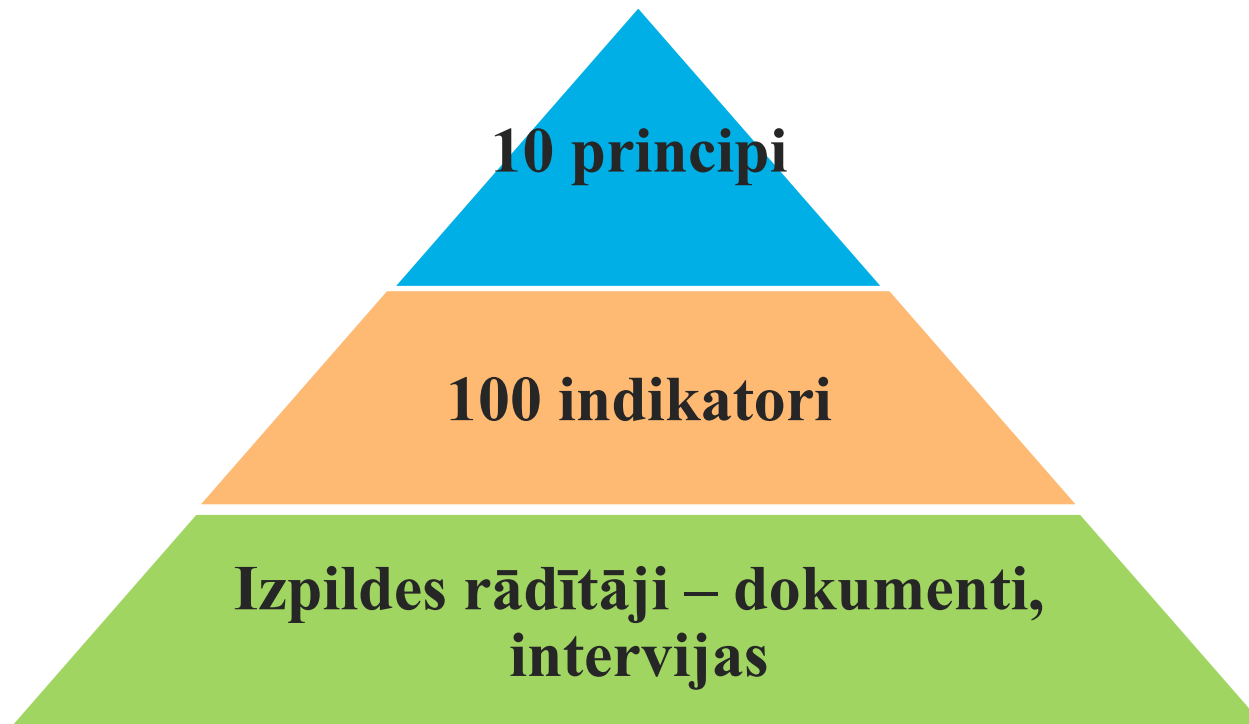 10 principi
100 indikatori
Izpildes rādītāji – dokumenti,
intervijas